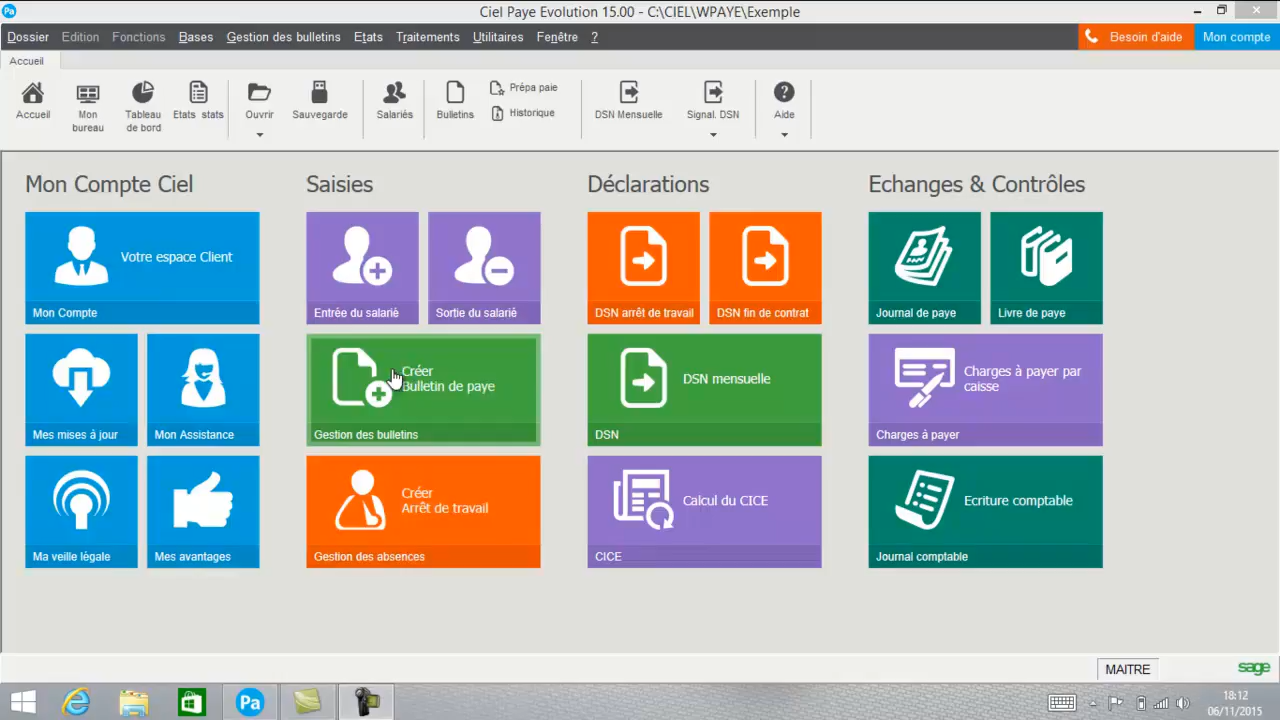 Pa
Ciel Paye Evolution 15.00 - C:\CIEL\WPAYE\Exemple
Dossier Edition Fonctions Bases Gestion des bulletins Etats Traitements Utilitaires Fenêtre ?
Besoin d'aide
Mon compte
Accueil
Accueil
Mon
bureau
Tableau
de bord
Etats stats
Ouvrir
Sauvegarde
Salariés
Bulletins
Prépa paie
Historique
DSN Mensuelle
Signal. DSN
Aide
Mon Compte Ciel
Votre espace Client
Mon Compte
Mes mises à jour
Mon Assistance
Ma veille légale
Mes avantages
Saisies
Entrée du salarié
Sortie du salarié
Créer
Bulletin de paye
Gestion des bulletins
Créer
Arrêt de travail
Gestion des absences
Déclarations
DSN arrêt de travail
DSN fin de contrat
DSN mensuelle
DSN
Calcul du CICE
CICE
Echanges & Contrôles
Journal de paye
Livre de paye
Charges à payer par
caisse
Charges à payer
Ecriture comptable
Journal comptable
MAITRE
sage
Pa
18:12
06/11/2015